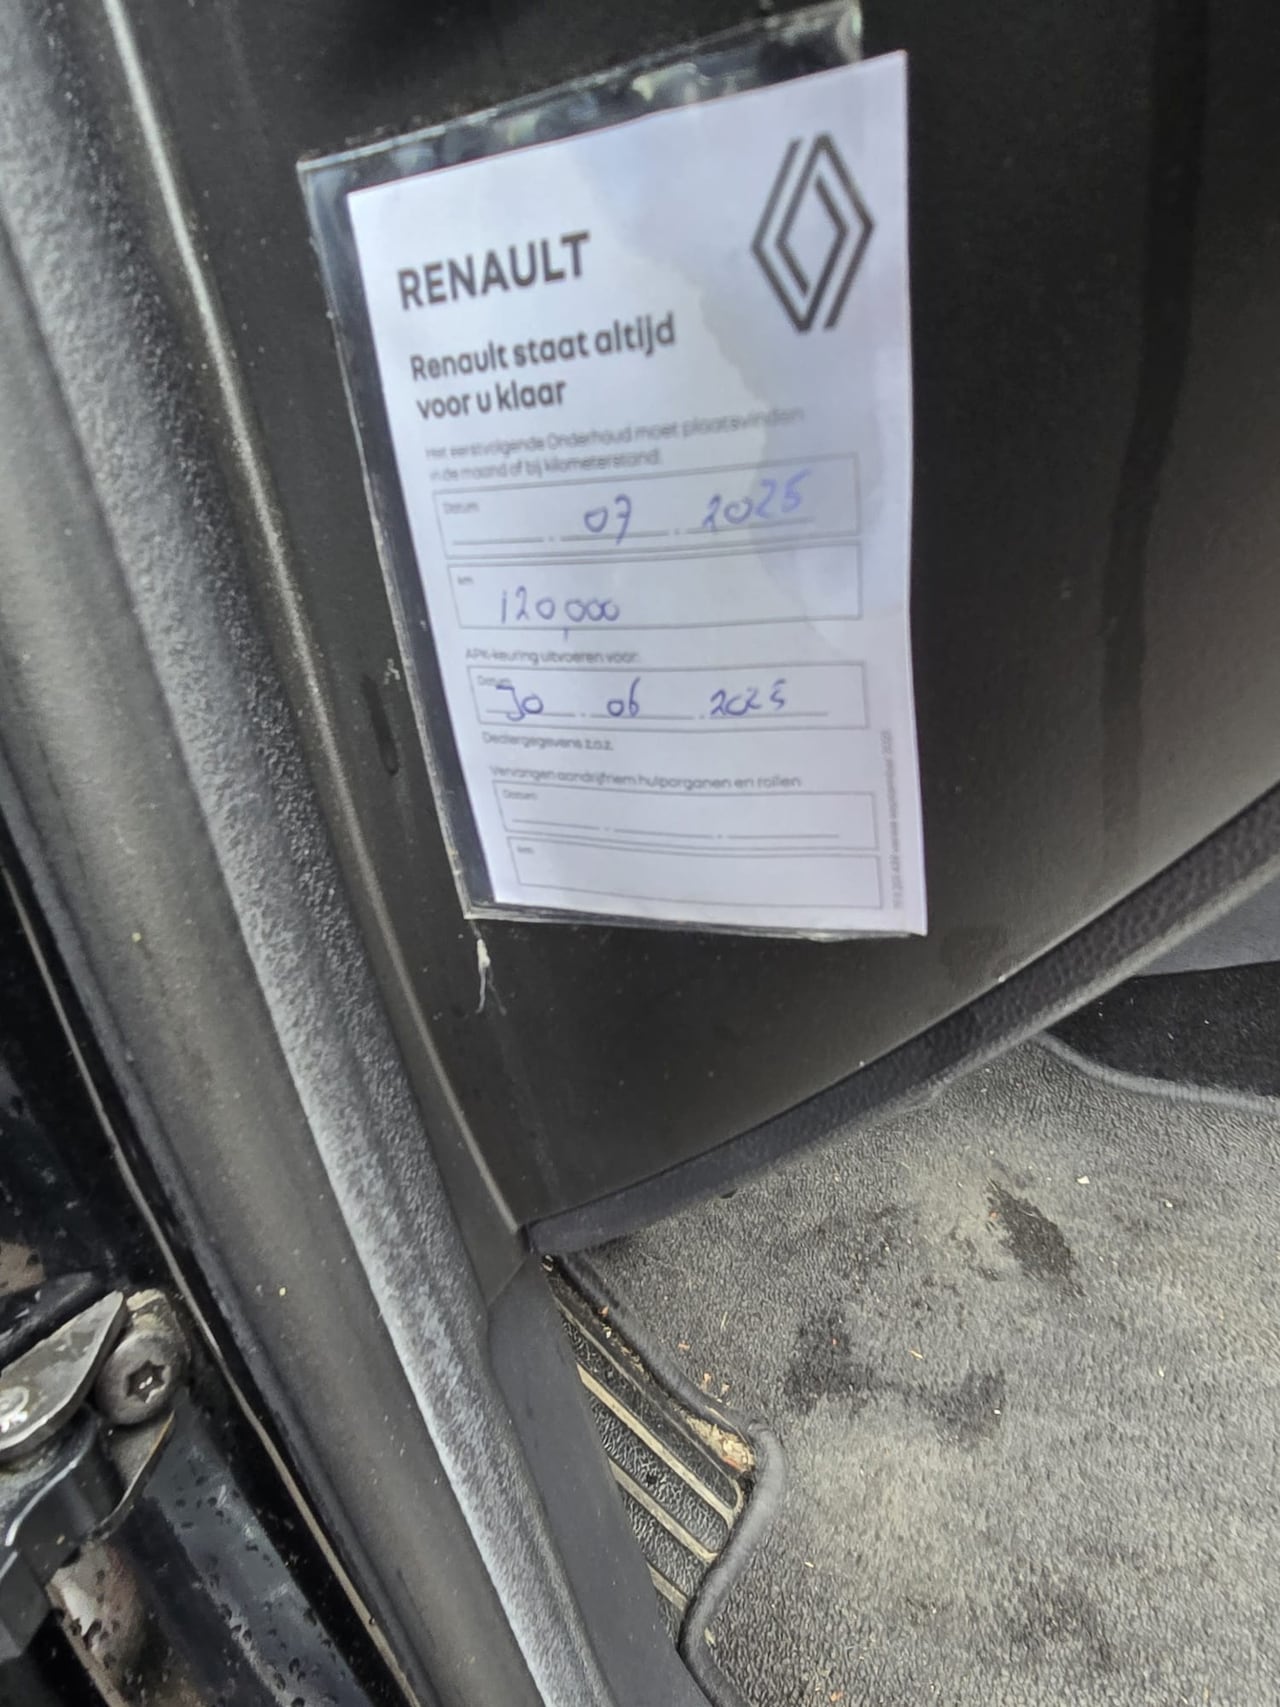 RENAULT
Renault staat altijd
voor u klaar
Het eerstvolgende Onderhoud moet plaatsvinden
in de maand of bij kilometerstand:
Datum
07 . 2025
km
120,000
APK-keuring uitvoeren voor:
Datum
30 . 06 . 2025
Deelgegevens z.o.z.
Vervangen aandrijfriem hulporganen en rollen
Datum
km